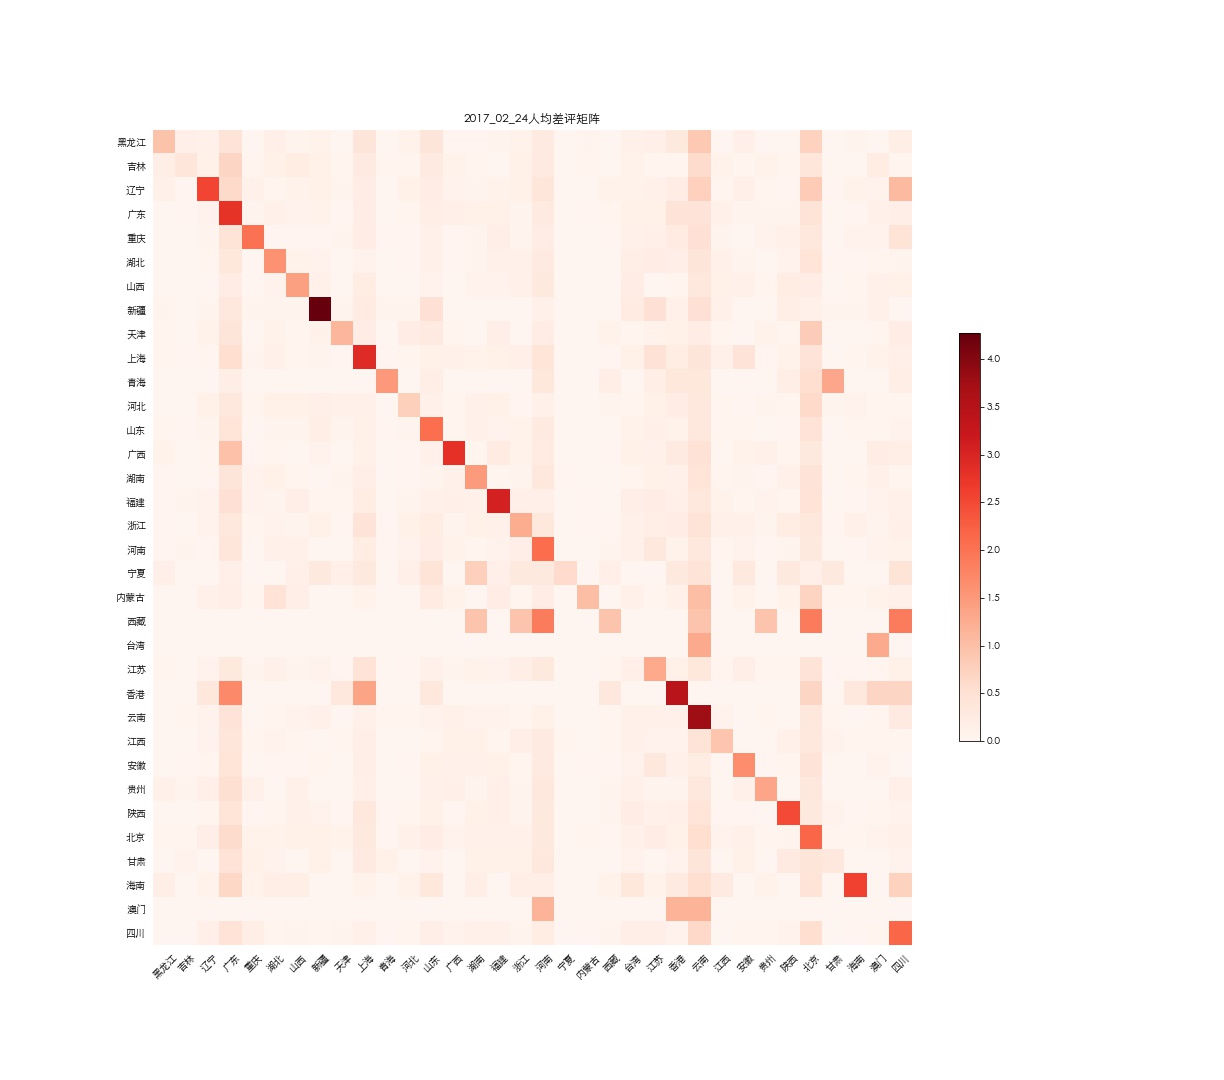 2017_02_24人均差评矩阵
黑龙江
吉林
辽宁
广东
重庆
湖北
山西
新疆
天津
上海
青海
河北
山东
广西
湖南
福建
浙江
河南
宁夏
内蒙古
西藏
台湾
江苏
香港
云南
江西
安徽
贵州
陕西
北京
甘肃
海南
澳门
四川
黑龙江
吉林
辽宁
广东
重庆
湖北
山西
新疆
天津
上海
青海
河北
山东
广西
湖南
福建
浙江
河南
宁夏
内蒙古
西藏
台湾
江苏
香港
云南
江西
安徽
贵州
陕西
北京
甘肃
海南
澳门
四川
4.0
3.5
3.0
2.5
2.0
1.5
1.0
0.5
0.0